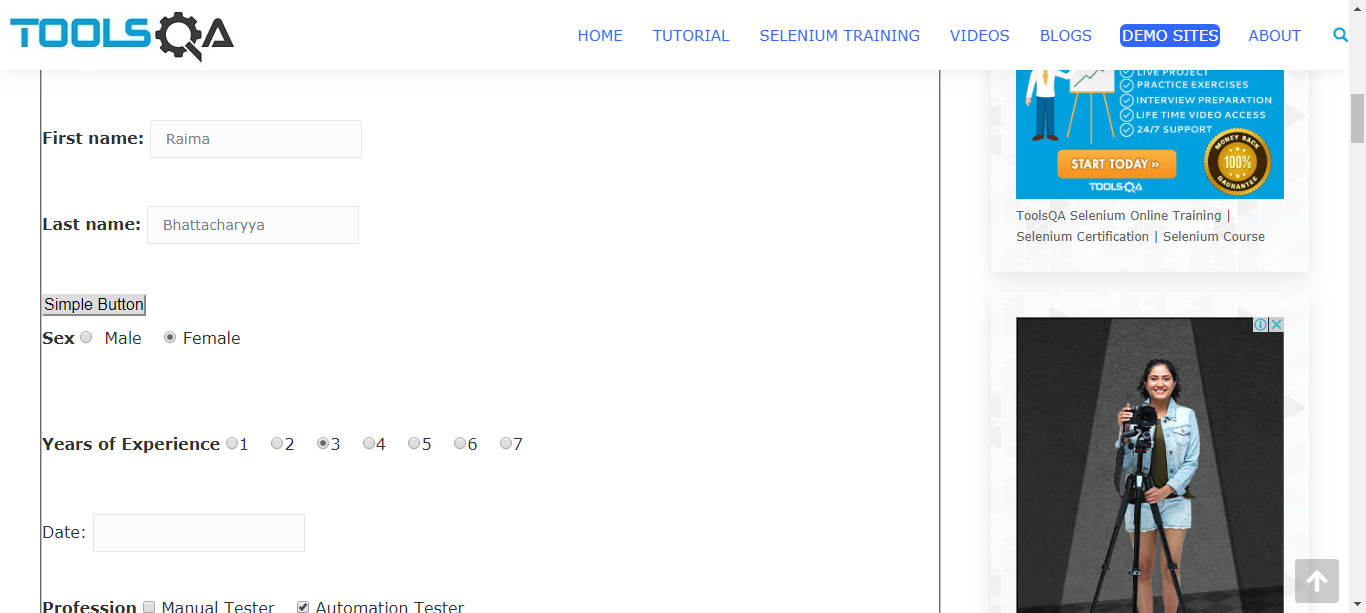 TOOLSQA
HOME TUTORIAL SELENIUM TRAINING VIDEOS BLOGS DEMO SITES ABOUT
First name: Raima
Last name: Bhattacharyya
Simple Button
Sex Male Female
Years of Experience 1 2 3 4 5 6 7
Date:
Profession Manual Tester Automation Tester
LIVE PROJECT
PRACTICE EXERCISES
INTERVIEW PREPARATION
LIFE TIME VIDEO ACCESS
24/7 SUPPORT
START TODAY »
TOOLSQA
MONEY BACK
100%
GAURANTEE
ToolsQA Selenium Online Training |
Selenium Certification | Selenium Course